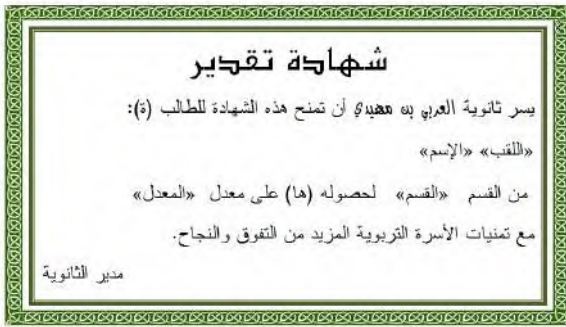 شهادة تقدير
يسر ثانوية العربي بن مهيدي أن تمنح هذه الشهادة للطالب (ة):
«اللقب» «الإسم»
من القسم «القسم» لحصوله (ها) على معدل «المعدل»
مع تمنيات الأسرة التربوية المزيد من التفوق والنجاح.
مدير الثانوية